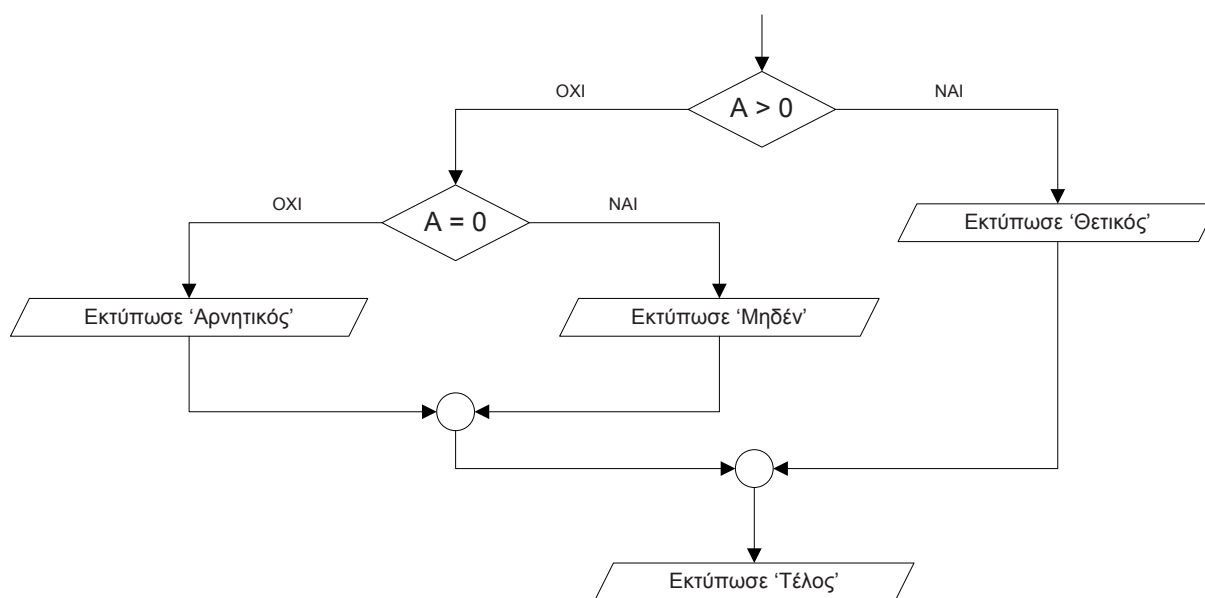 ΟΧΙ
ΝΑΙ
Α > 0
ΟΧΙ
ΝΑΙ
Α = 0
Εκτύπωσε ‘Θετικός’
Εκτύπωσε ‘Αρνητικός’
Εκτύπωσε ‘Μηδέν’
Εκτύπωσε ‘Τέλος’